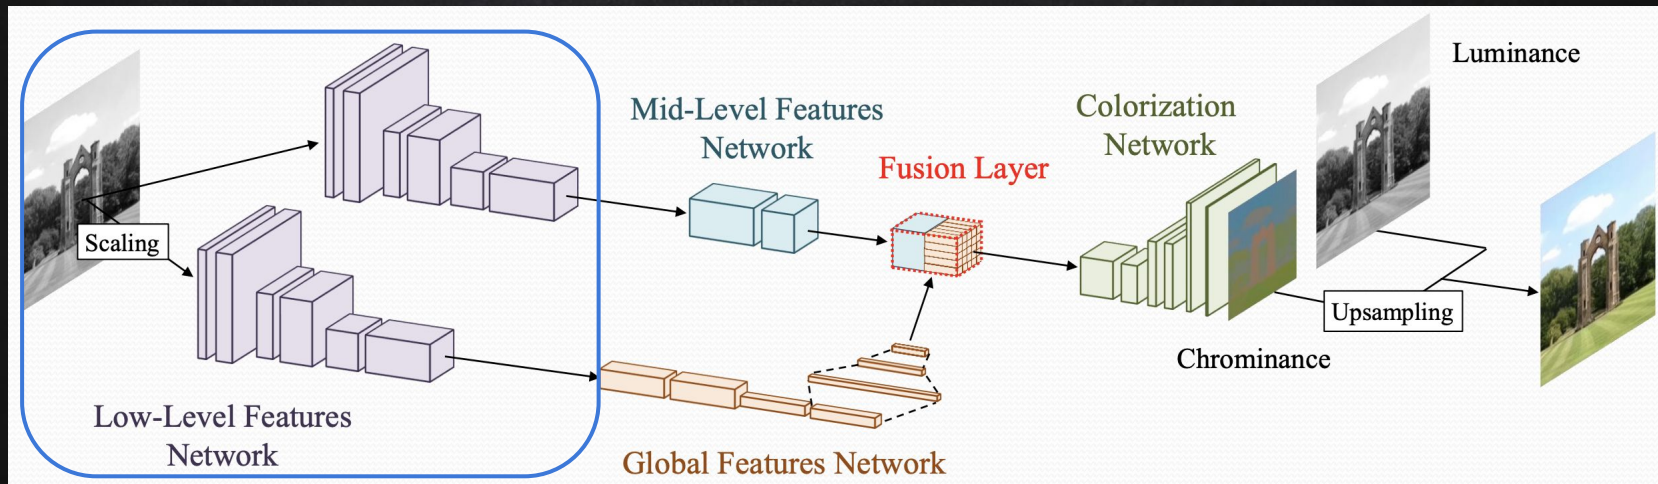 Scaling
Low-Level Features
Network
Mid-Level Features
Network
Fusion Layer
Global Features Network
Colorization
Network
Chrominance
Luminance
Upsampling